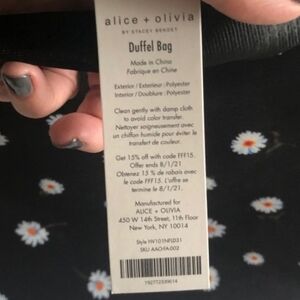 alice + olivia
BY STACEY BENDET
Duffel Bag
Made in China
Fabriqué en Chine
Exterior / Exterieur : Polyester
Interior / Doublure : Polyester
Clean gently with damp cloth
to avoid color transfer.
Nettoyer soigneusement avec
un chiffon humide pour éviter le
transfert de couleur.
Get 15% off with code FFF15.
Offer ends 8/1/21.
Obtenez 15 % de rabais avec
le code FFF15. L'offre se
termine le 8/1/21.
Manufactured for
ALICE + OLIVIA
450 W 14th Street, 11th Floor
New York, NY 10014